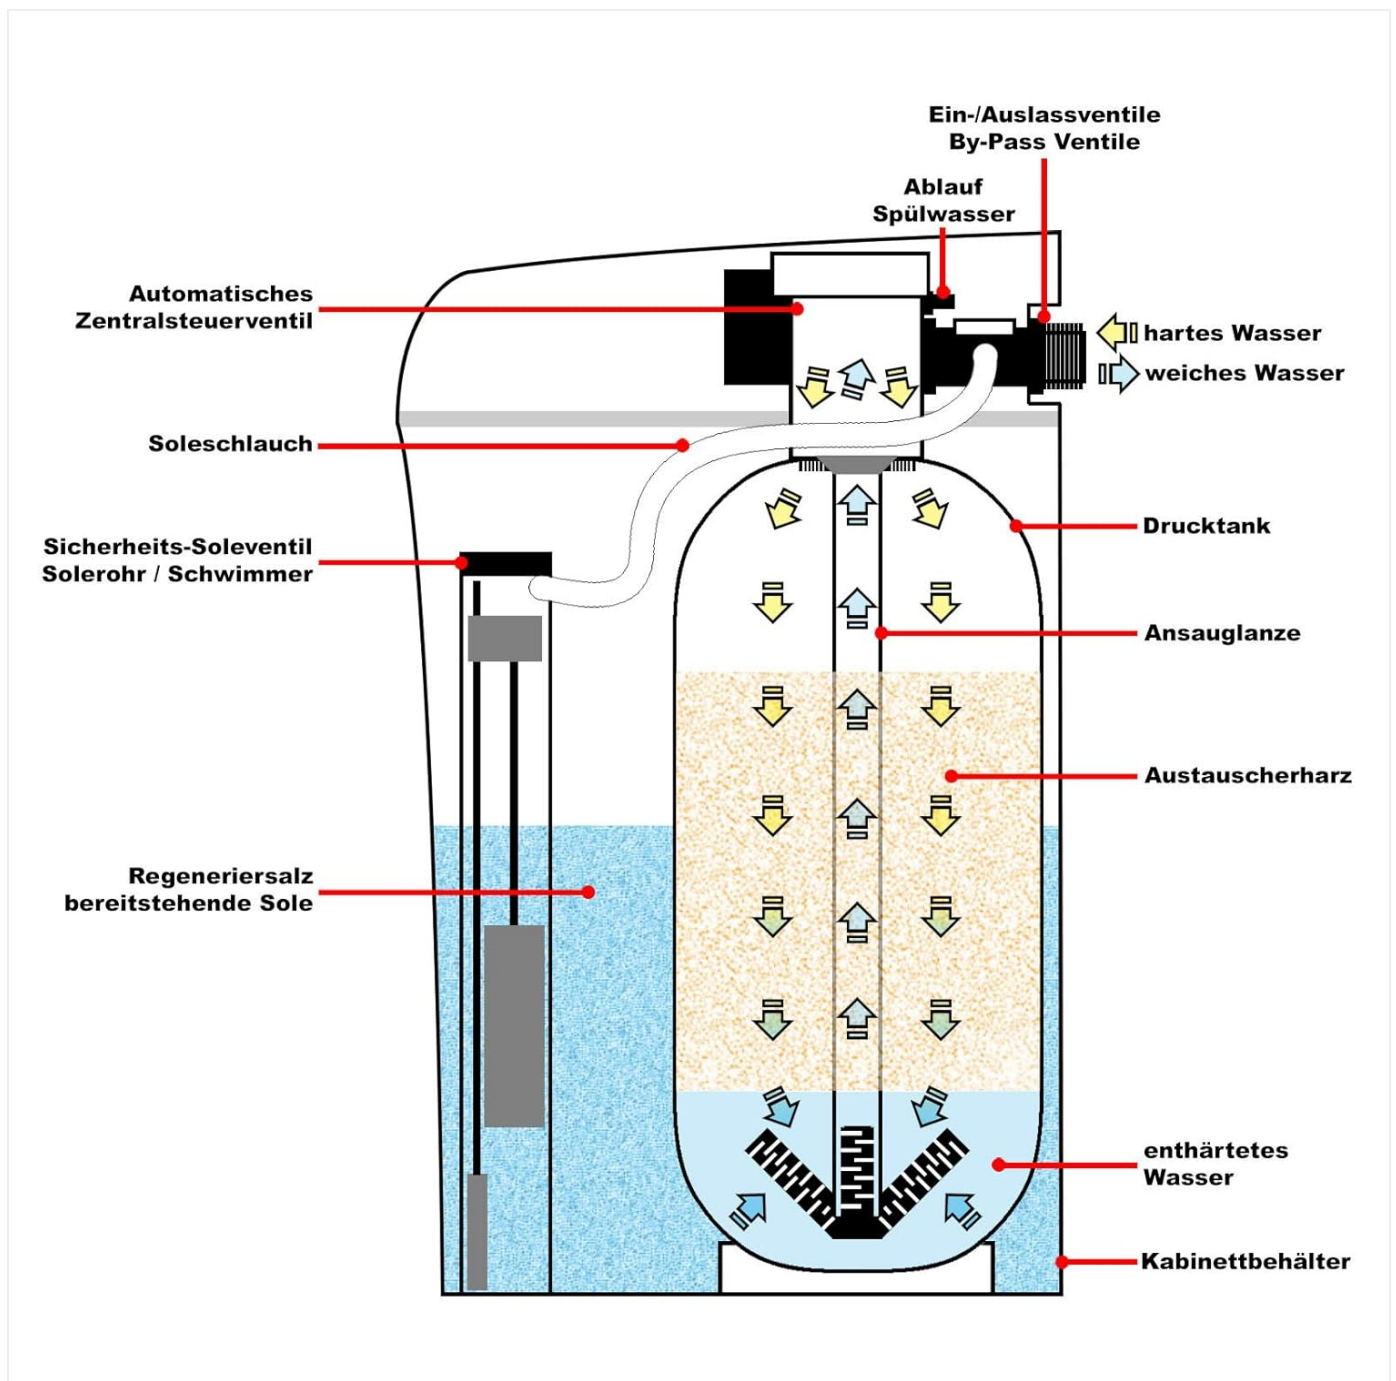 Ein-/Auslassventile
By-Pass Ventile
Ablauf
Spülwasser
Automatisches
Zentralsteuerventil
hartes Wasser
weiches Wasser
Soleschlauch
Drucktank
Sicherheits-Soleventil
Solerohr / Schwimmer
Ansauglanze
Austauscherharz
Regeneriersalz
bereitstehende Sole
enthärtetes
Wasser
Kabinettbehälter